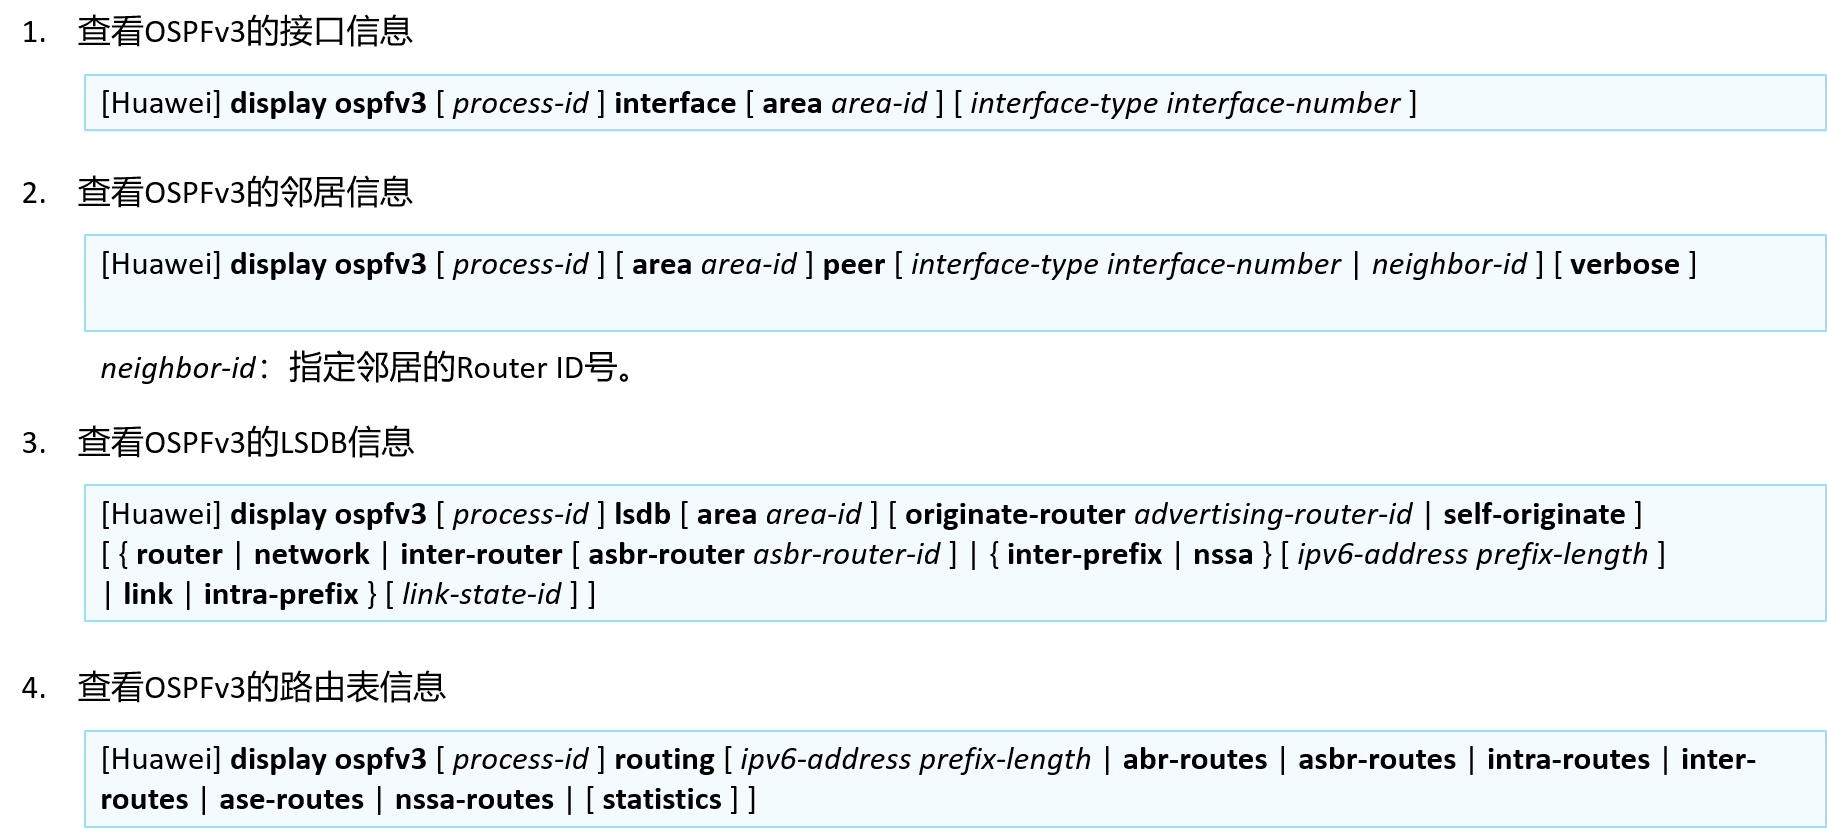 1. 查看OSPFv3的接口信息
[Huawei] display ospfv3 [ process-id ] interface [ area area-id ] [ interface-type interface-number ]
2. 查看OSPFv3的邻居信息
[Huawei] display ospfv3 [ process-id ] [ area area-id ] peer [ interface-type interface-number | neighbor-id ] [ verbose ]
neighbor-id：指定邻居的Router ID号。
3. 查看OSPFv3的LSDB信息
[Huawei] display ospfv3 [ process-id ] lsdb [ area area-id ] [ originate-router advertising-router-id | self-originate ]
[ { router | network | inter-router [ asbr-router asbr-router-id ] | { inter-prefix | nssa } [ ipv6-address prefix-length ]
| link | intra-prefix } [ link-state-id ] ]
4. 查看OSPFv3的路由表信息
[Huawei] display ospfv3 [ process-id ] routing [ ipv6-address prefix-length | abr-routes | asbr-routes | intra-routes | inter-
routes | ase-routes | nssa-routes | [ statistics ] ]